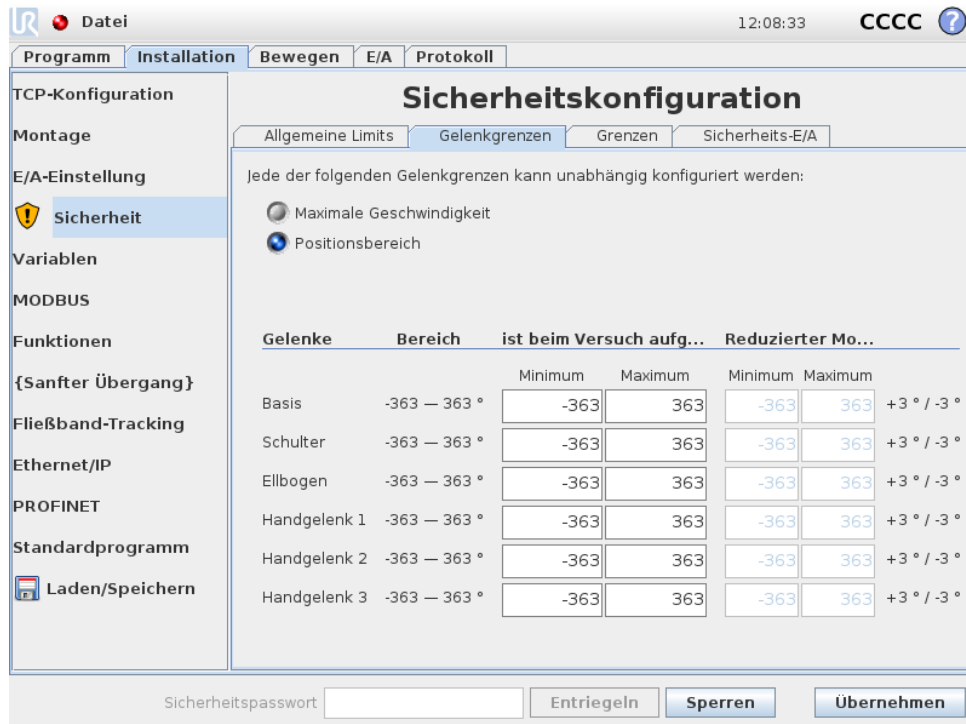 UR Datei 12:08:33 CCCC ?
Programm Installation Bewegen E/A Protokoll
TCP-Konfiguration
Montage
E/A-Einstellung
Sicherheit
Variablen
MODBUS
Funktionen
{Sanfter Übergang}
Fließband-Tracking
Ethernet/IP
PROFINET
Standardprogramm
Laden/Speichern
Sicherheitskonfiguration
Allgemeine Limits Gelenkgrenzen Grenzen Sicherheits-E/A
Jede der folgenden Gelenkgrenzen kann unabhängig konfiguriert werden:
Maximale Geschwindigkeit
Positionsbereich
Gelenke Bereich ist beim Versuch aufg... Reduzierter Mo...
Minimum Maximum Minimum Maximum
Basis -363 — 363 ° -363 363 -363 363 +3 ° / -3 °
Schulter -363 — 363 ° -363 363 -363 363 +3 ° / -3 °
Ellbogen -363 — 363 ° -363 363 -363 363 +3 ° / -3 °
Handgelenk 1 -363 — 363 ° -363 363 -363 363 +3 ° / -3 °
Handgelenk 2 -363 — 363 ° -363 363 -363 363 +3 ° / -3 °
Handgelenk 3 -363 — 363 ° -363 363 -363 363 +3 ° / -3 °
Sicherheitspasswort Entriegeln Sperren Übernehmen